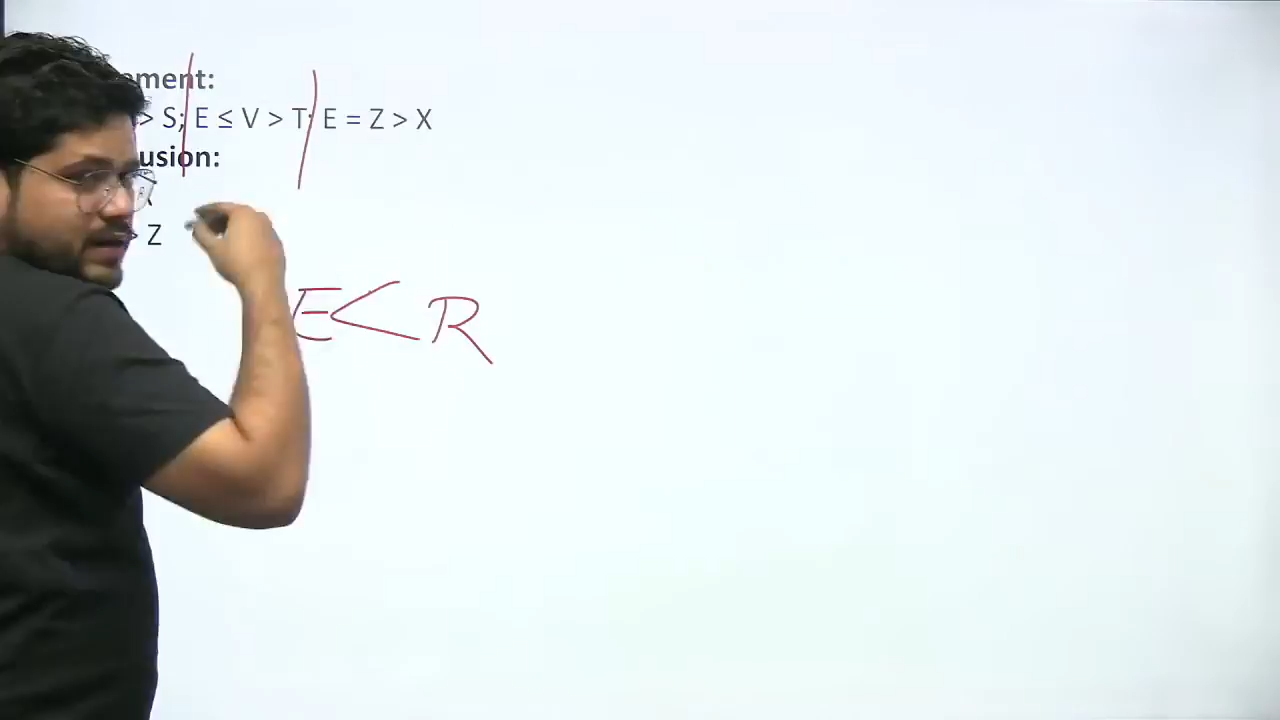 ement:
> S; E ≤ V > T; E = Z > X
usion:
> Z
E < R